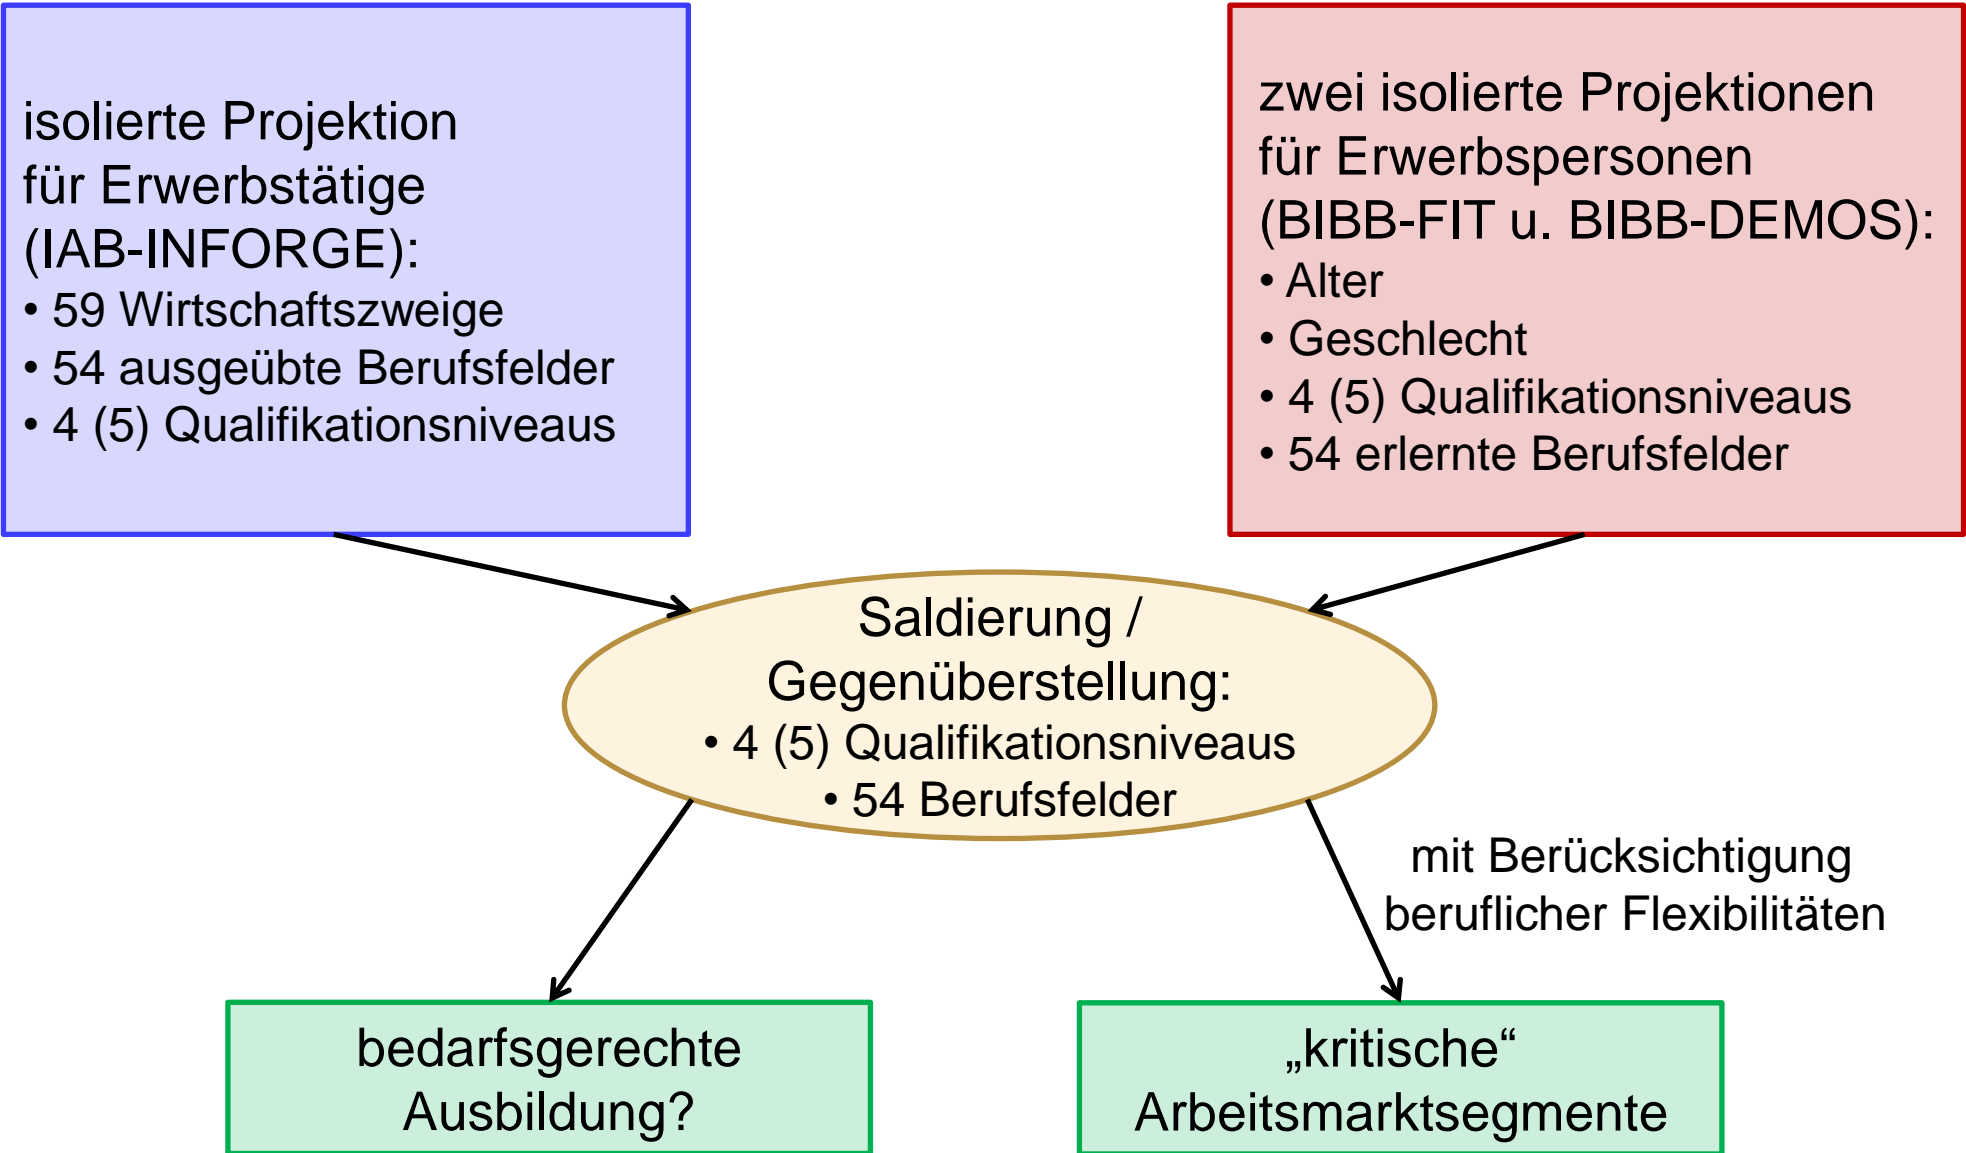 isolierte Projektion
für Erwerbstätige
(IAB-INFORGE):
• 59 Wirtschaftszweige
• 54 ausgeübte Berufsfelder
• 4 (5) Qualifikationsniveaus
zwei isolierte Projektionen
für Erwerbspersonen
(BIBB-FIT u. BIBB-DEMOS):
• Alter
• Geschlecht
• 4 (5) Qualifikationsniveaus
• 54 erlernte Berufsfelder
Saldierung /
Gegenüberstellung:
• 4 (5) Qualifikationsniveaus
• 54 Berufsfelder
mit Berücksichtigung
beruflicher Flexibilitäten
bedarfsgerechte
Ausbildung?
„kritische“
Arbeitsmarktsegmente